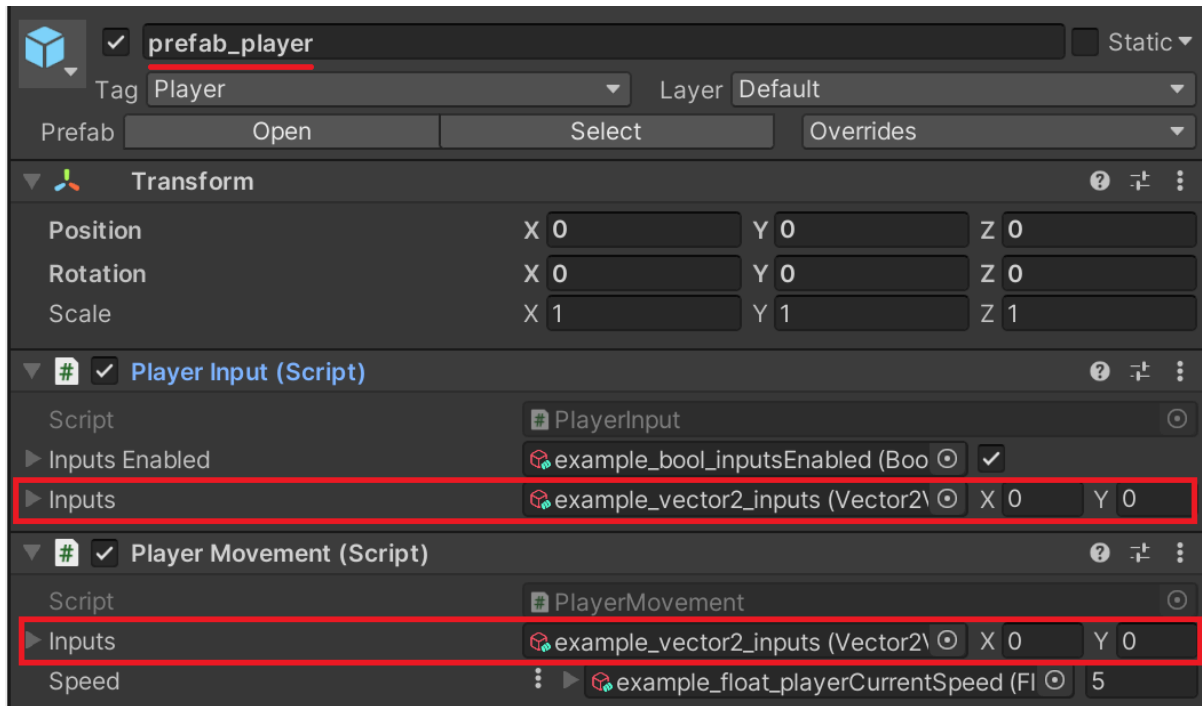 prefab_player Static
Tag Player Layer Default
Prefab Open Select Overrides
Transform
Position X 0 Y 0 Z 0
Rotation X 0 Y 0 Z 0
Scale X 1 Y 1 Z 1
# Player Input (Script)
Script # PlayerInput
Inputs Enabled example_bool_inputsEnabled (Boo
Inputs example_vector2_inputs (Vector2V X 0 Y 0
# Player Movement (Script)
Script # PlayerMovement
Inputs example_vector2_inputs (Vector2V X 0 Y 0
Speed example_float_playerCurrentSpeed (Fl 5